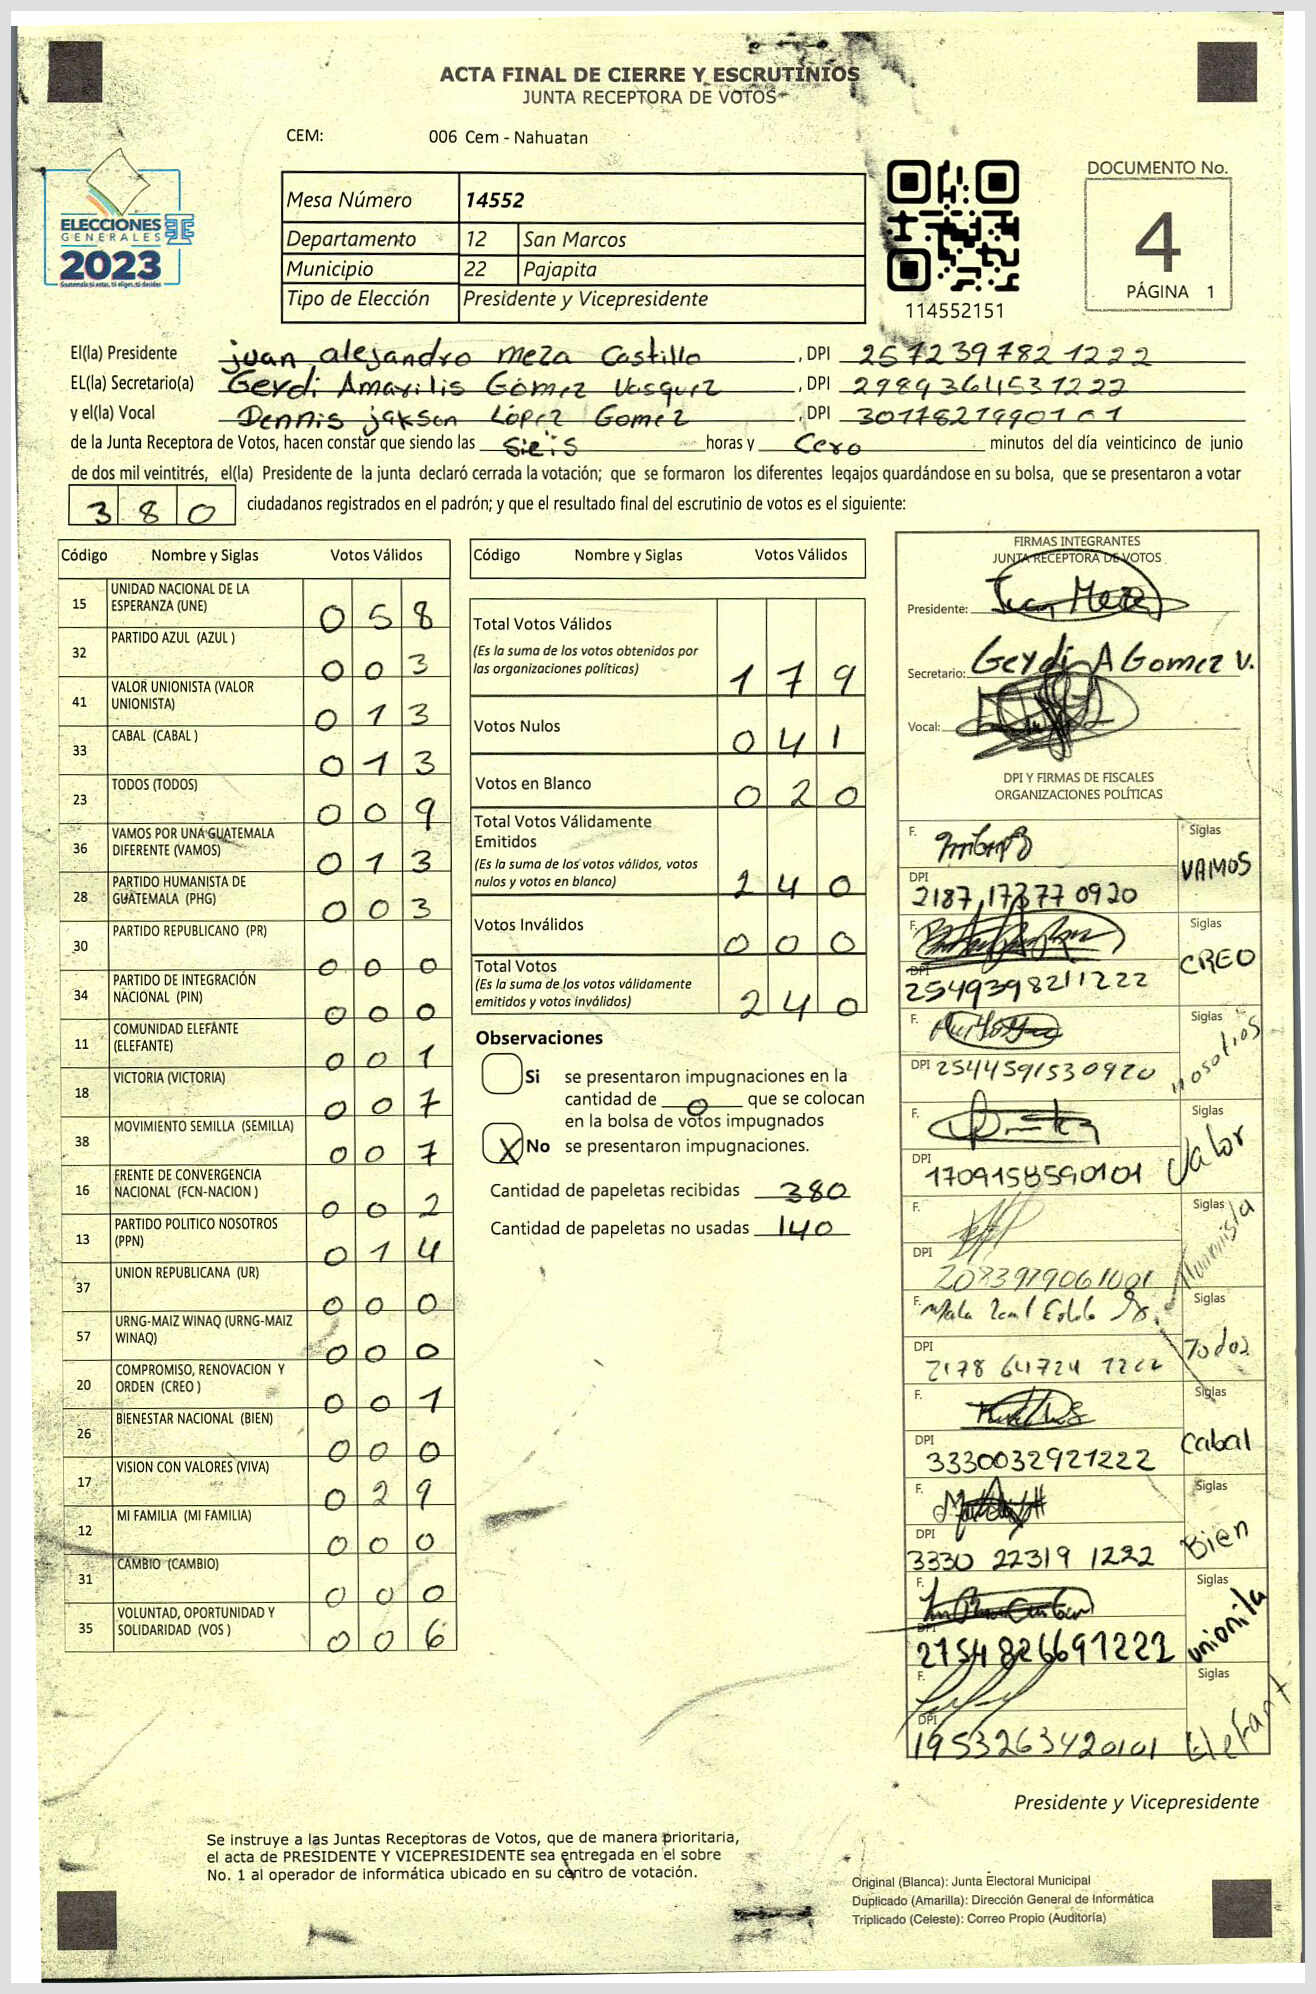 ACTA FINAL DE CIERRE Y ESCRUTINIOS
JUNTA RECEPTORA DE VOTOS
CEM: 006 Cem - Nahuatan
ELECCIONES
GENERALES
2023
Guatemala tú votas, tú eliges, tú decides
Mesa Número 14552
Departamento 12 San Marcos
Municipio 22 Pajapita
Tipo de Elección Presidente y Vicepresidente
114552151
DOCUMENTO No.
4
PÁGINA 1
El(la) Presidente juan alejandro meza Castillo , DPI 2572397821222
EL(la) Secretario(a) Gerdi Amarilis Gómez Vasquez , DPI 2989364531222
y el(la) Vocal Dennis jakson López Gomez , DPI 3017821990101
de la Junta Receptora de Votos, hacen constar que siendo las sieis horas y Cero minutos del día veinticinco de junio
de dos mil veintitrés, el(la) Presidente de la junta declaró cerrada la votación; que se formaron los diferentes legajos guardándose en su bolsa, que se presentaron a votar
380 ciudadanos registrados en el padrón; y que el resultado final del escrutinio de votos es el siguiente:
Código Nombre y Siglas Votos Válidos
15 UNIDAD NACIONAL DE LA ESPERANZA (UNE) 058
32 PARTIDO AZUL (AZUL ) 003
41 VALOR UNIONISTA (VALOR UNIONISTA) 013
33 CABAL (CABAL ) 013
23 TODOS (TODOS) 009
36 VAMOS POR UNA GUATEMALA DIFERENTE (VAMOS) 013
28 PARTIDO HUMANISTA DE GUATEMALA (PHG) 003
30 PARTIDO REPUBLICANO (PR) 000
34 PARTIDO DE INTEGRACIÓN NACIONAL (PIN) 000
11 COMUNIDAD ELEFANTE (ELEFANTE) 001
18 VICTORIA (VICTORIA) 007
38 MOVIMIENTO SEMILLA (SEMILLA) 007
16 FRENTE DE CONVERGENCIA NACIONAL (FCN-NACION ) 002
13 PARTIDO POLITICO NOSOTROS (PPN) 014
37 UNION REPUBLICANA (UR) 000
57 URNG-MAIZ WINAQ (URNG-MAIZ WINAQ) 000
20 COMPROMISO, RENOVACION Y ORDEN (CREO ) 001
26 BIENESTAR NACIONAL (BIEN) 000
17 VISION CON VALORES (VIVA) 029
12 MI FAMILIA (MI FAMILIA) 000
31 CAMBIO (CAMBIO) 000
35 VOLUNTAD, OPORTUNIDAD Y SOLIDARIDAD (VOS ) 006
Código Nombre y Siglas Votos Válidos
Total Votos Válidos
(Es la suma de los votos obtenidos por
las organizaciones políticas) 179
Votos Nulos 041
Votos en Blanco 020
Total Votos Válidamente
Emitidos
(Es la suma de los votos válidos, votos
nulos y votos en blanco) 240
Votos Inválidos 000
Total Votos
(Es la suma de los votos válidamente
emitidos y votos inválidos) 240
Observaciones
Si se presentaron impugnaciones en la
cantidad de 0 que se colocan
en la bolsa de votos impugnados
X No se presentaron impugnaciones.
Cantidad de papeletas recibidas 380
Cantidad de papeletas no usadas 140
FIRMAS INTEGRANTES
JUNTA RECEPTORA DE VOTOS
Presidente: Juan Meza
Secretario: Gerdi A Gomez V.
Vocal:
DPI Y FIRMAS DE FISCALES
ORGANIZACIONES POLÍTICAS
F. Siglas
VAMOS
DPI
2187 17377 0920
F. Siglas
CREO
DPI
2549398211222
F. Siglas
nosotros
DPI 2544591530920
F. Siglas
Valor
DPI
1709158590101
F. Siglas
DPI
2083979061001
F. Siglas
Todos
DPI
2178 64724 1222
F. Siglas
Cabal
DPI
3330032921222
F. Siglas
Bien
DPI
3330 22319 1222
F. Siglas
unionita
DPI
2754826691222
F. Siglas
Elefant
DPI
1953263420101
Presidente y Vicepresidente
Se instruye a las Juntas Receptoras de Votos, que de manera prioritaria,
el acta de PRESIDENTE Y VICEPRESIDENTE sea entregada en el sobre
No. 1 al operador de informática ubicado en su centro de votación.
Original (Blanca): Junta Electoral Municipal
Duplicado (Amarilla): Dirección General de Informática
Triplicado (Celeste): Correo Propio (Auditoría)